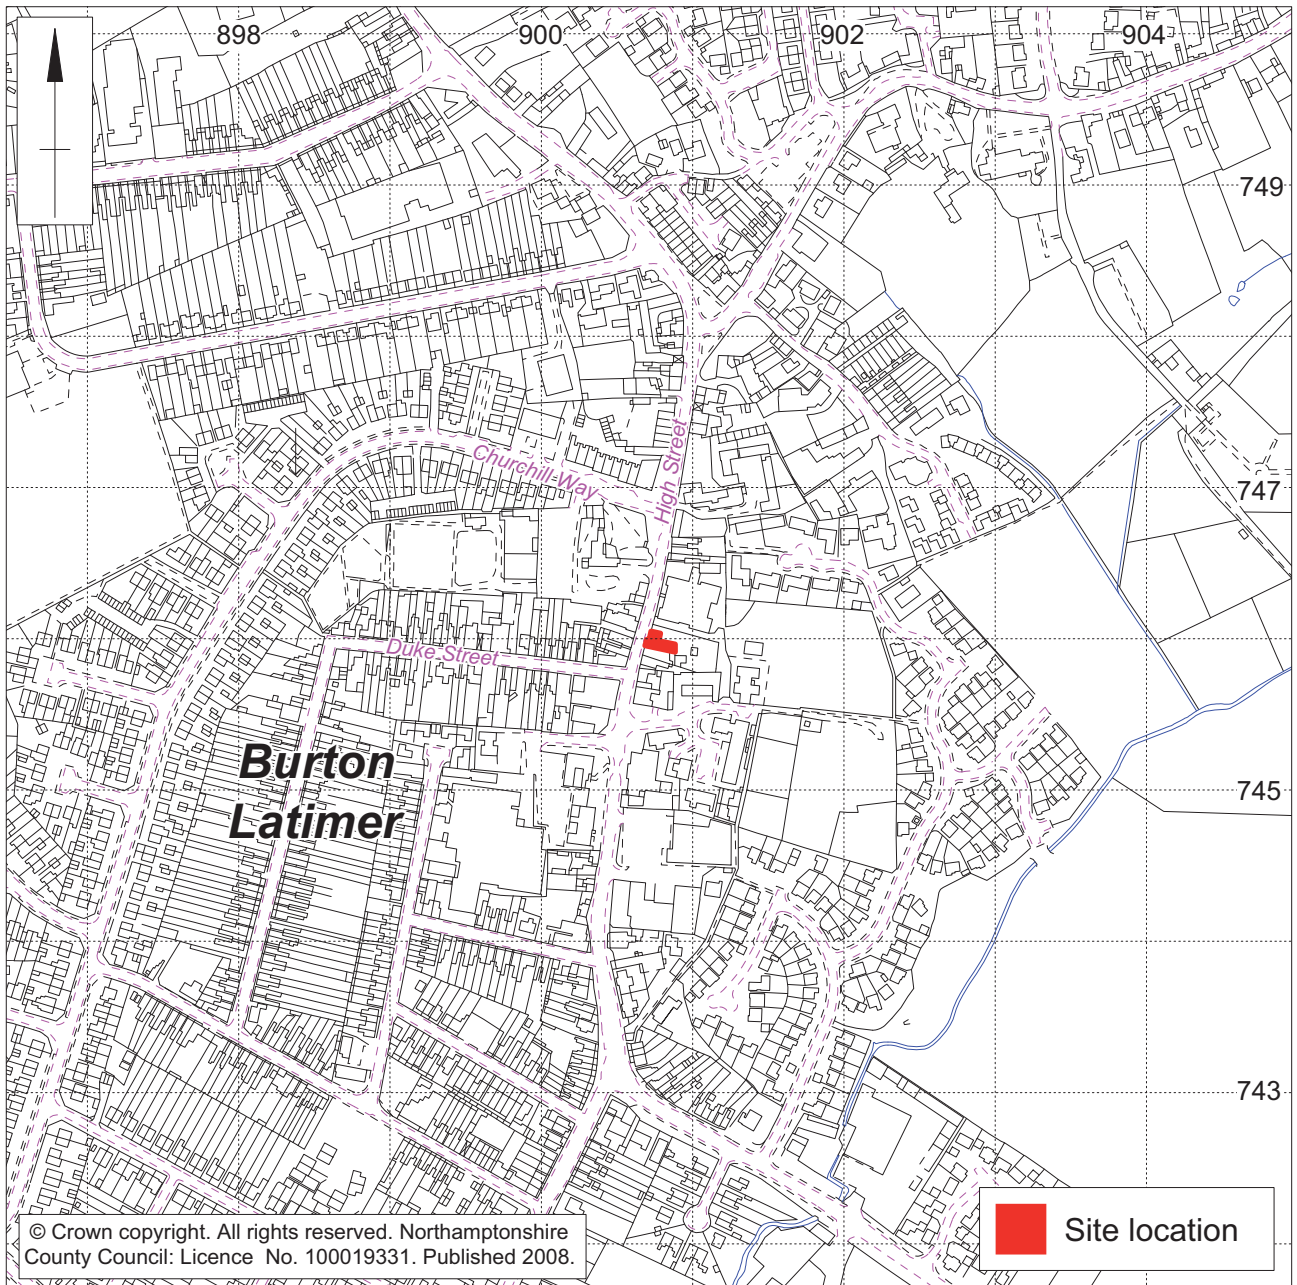 898
900
902
904
749
Churchill Way
High Street
747
Duke Street
Burton
Latimer
745
743
© Crown copyright. All rights reserved. Northamptonshire
County Council: Licence No. 100019331. Published 2008.
Site location